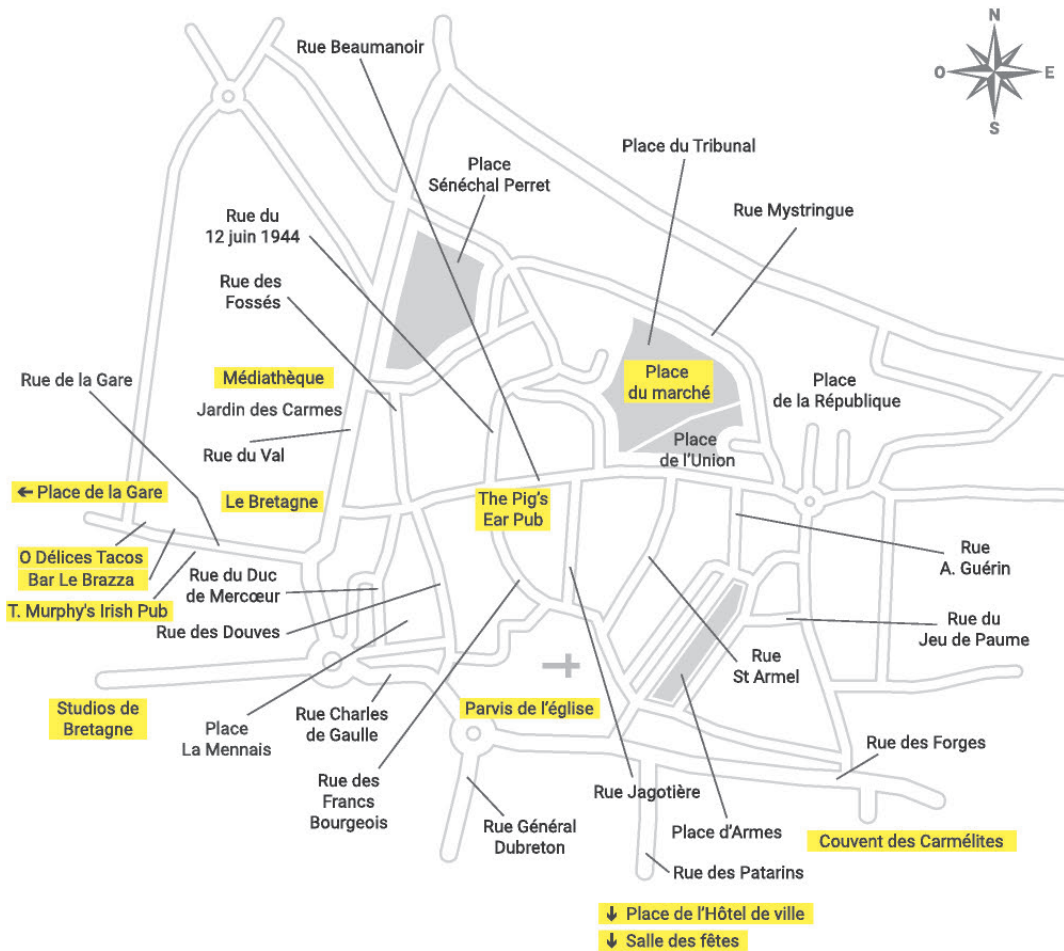 N
O
E
S
Rue Beaumanoir
Place du Tribunal
Place
Sénéchal Perret
Rue Mystringue
Rue du
12 juin 1944
Rue des
Fossés
Médiathèque
Place
du marché
Place
de la République
Rue de la Gare
Jardin des Carmes
Rue du Val
Place
de l'Union
← Place de la Gare
Le Bretagne
The Pig's
Ear Pub
O Délices Tacos
Bar Le Brazza
T. Murphy's Irish Pub
Rue du Duc
de Mercœur
Rue
A. Guérin
Rue des Douves
Rue du
Jeu de Paume
Rue
St Armel
Studios de
Bretagne
Place
La Mennais
Rue Charles
de Gaulle
Parvis de l'église
Rue des Forges
Rue des
Francs
Bourgeois
Rue Jagotière
Rue Général
Dubreton
Place d'Armes
Couvent des Carmélites
Rue des Patarins
↓ Place de l'Hôtel de ville
↓ Salle des fêtes